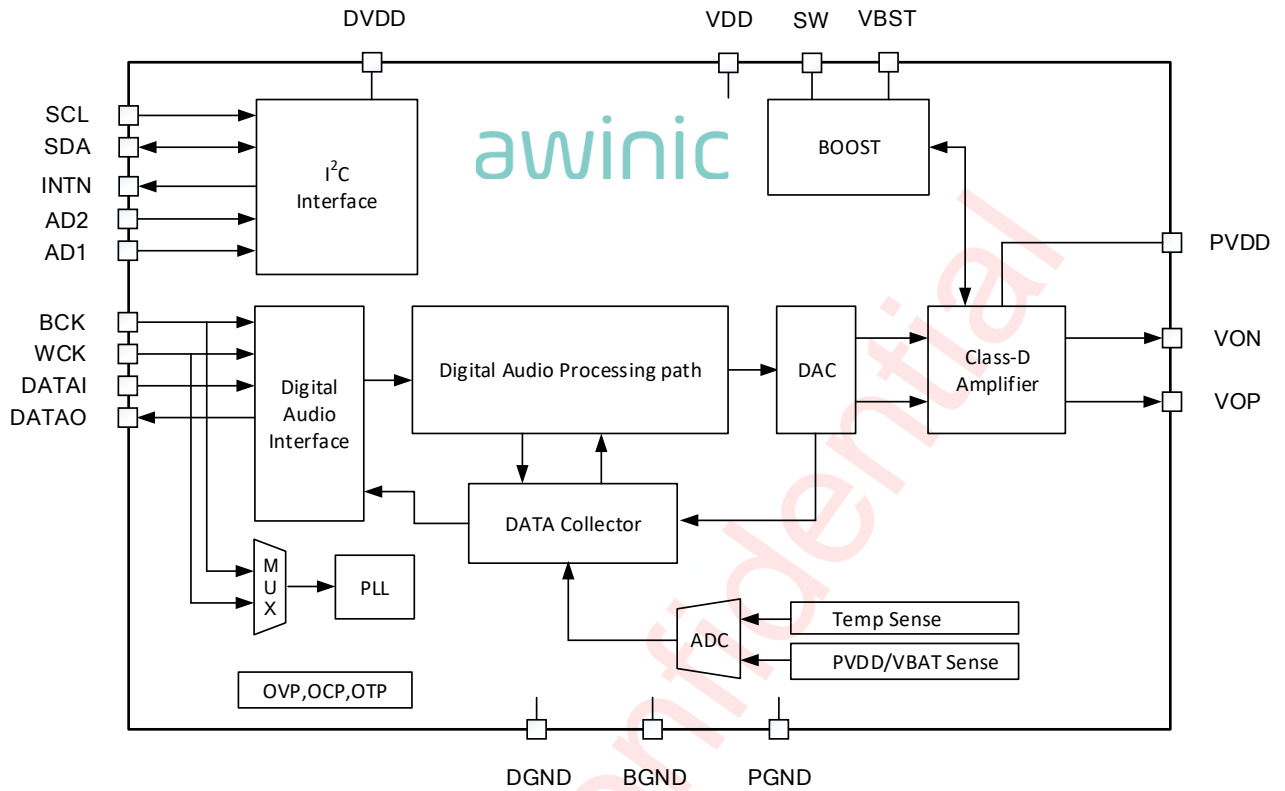 DVDD
VDD
SW
VBST
SCL
SDA
INTN
AD2
AD1
I²C
Interface
awinic
BOOST
PVDD
BCK
WCK
DATAI
DATAO
Digital
Audio
Interface
Digital Audio Processing path
DAC
Class-D
Amplifier
VON
VOP
DATA Collector
MUX
PLL
ADC
Temp Sense
PVDD/VBAT Sense
OVP,OCP,OTP
DGND
BGND
PGND
onfidential